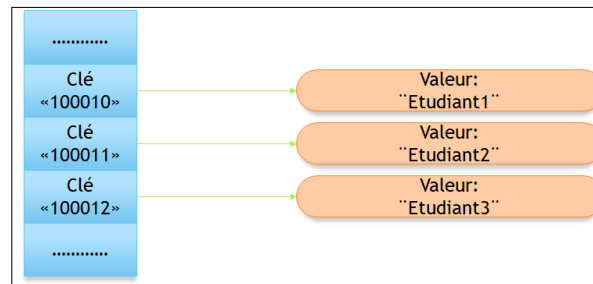 ............
Clé
«100010»
Valeur:
¨Etudiant1¨
Clé
«100011»
Valeur:
¨Etudiant2¨
Clé
«100012»
Valeur:
¨Etudiant3¨
............